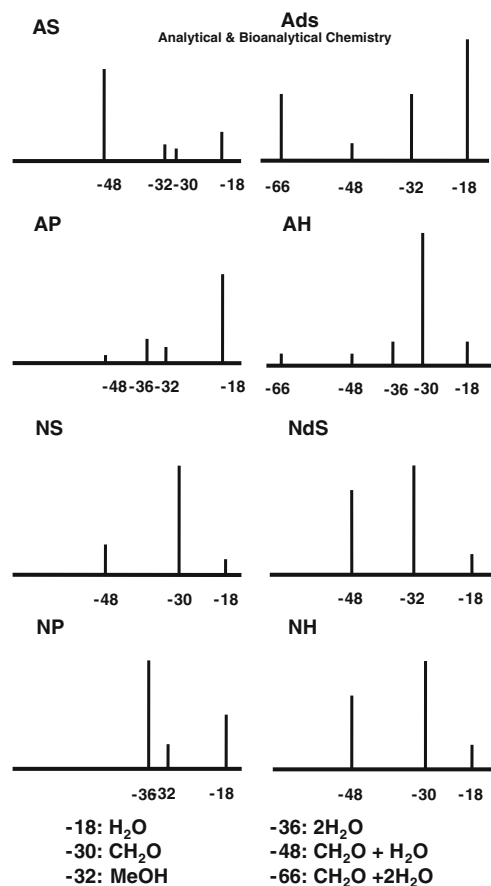 AS
Ads
Analytical & Bioanalytical Chemistry
-48 -32 -30 -18
-66 -48 -32 -18
AP
AH
-48 -36 -32 -18
-66 -48 -36 -30 -18
NS
NdS
-48 -30 -18
-48 -32 -18
NP
NH
-36 32 -18
-48 -30 -18
-18: H₂O
-36: 2H₂O
-30: CH₂O
-48: CH₂O + H₂O
-32: MeOH
-66: CH₂O +2H₂O